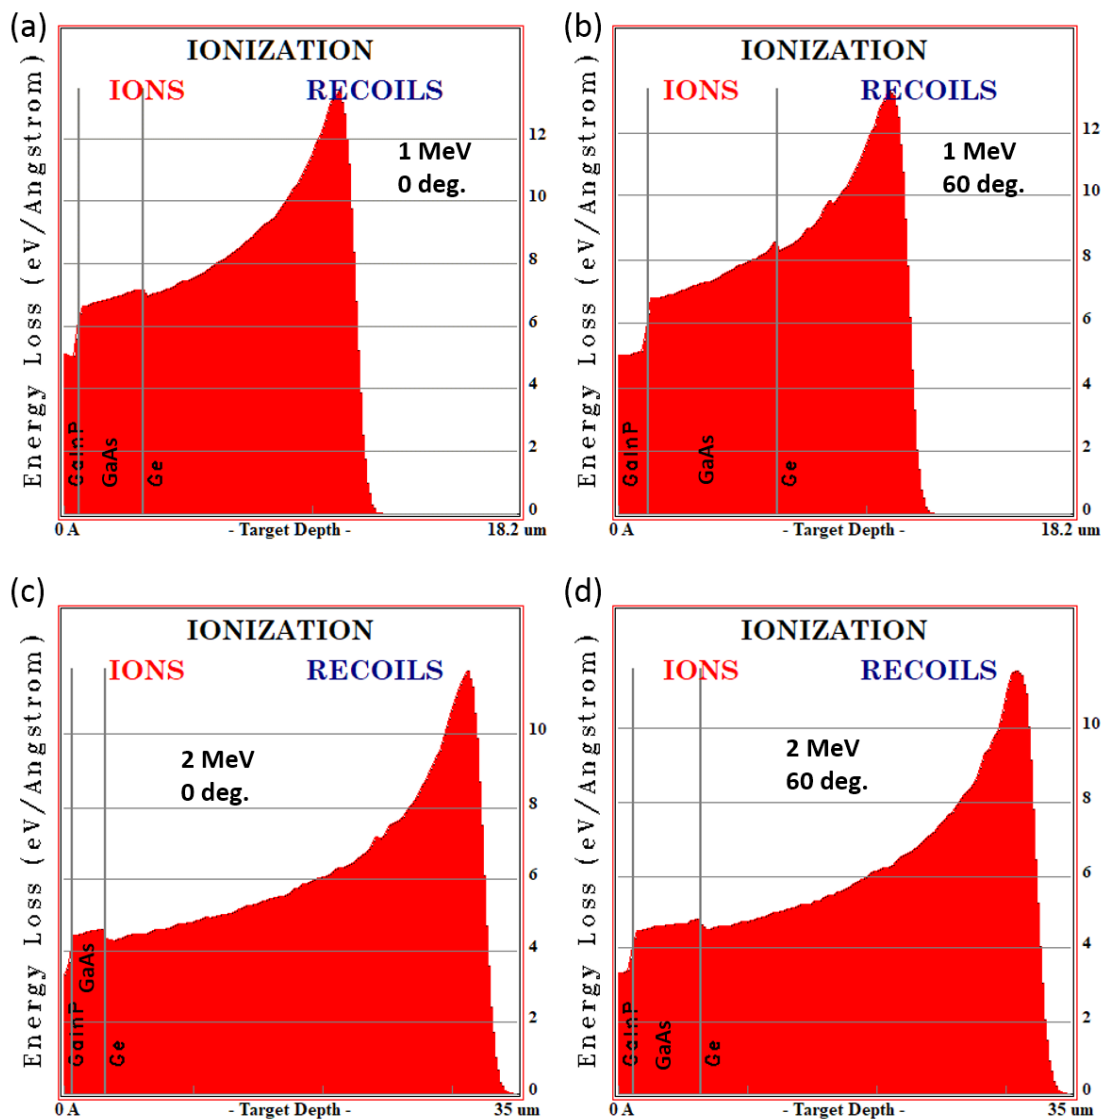 (a)
IONIZATION
IONS RECOILS
Energy Loss (eV/Angstrom)
1 MeV
0 deg.
12
10
8
6
4
2
0
GaInP
GaAs
Ge
0 A - Target Depth - 18.2 um
(b)
IONIZATION
IONS RECOILS
Energy Loss (eV/Angstrom)
1 MeV
60 deg.
12
10
8
6
4
2
0
GaInP
GaAs
Ge
0 A - Target Depth - 18.2 um
(c)
IONIZATION
IONS RECOILS
Energy Loss (eV/Angstrom)
2 MeV
0 deg.
10
8
6
4
2
0
GaInP
GaAs
Ge
0 A - Target Depth - 35 um
(d)
IONIZATION
IONS RECOILS
Energy Loss (eV/Angstrom)
2 MeV
60 deg.
10
8
6
4
2
0
GaInP
GaAs
Ge
0 A - Target Depth - 35 um